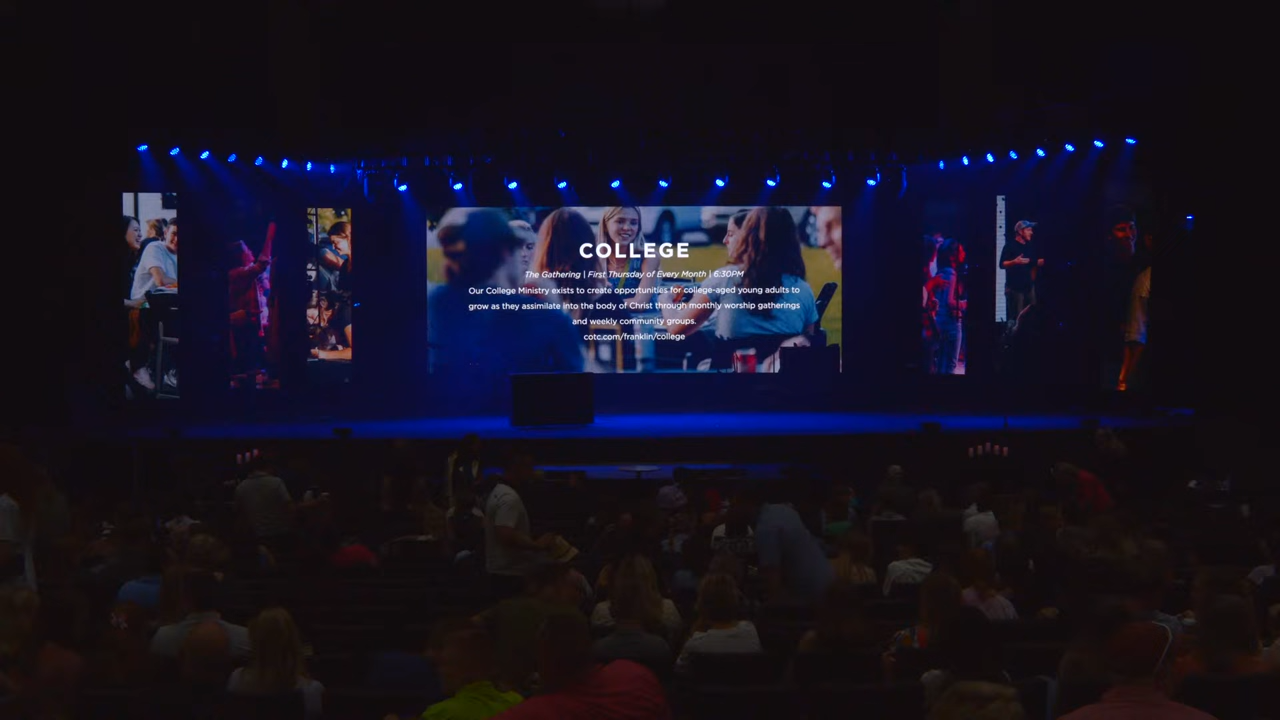 COLLEGE
The Gathering | First Thursday of Every Month | 6:30PM
Our College Ministry exists to create opportunities for college-aged young adults to
grow as they assimilate into the body of Christ through monthly worship gatherings
and weekly community groups.
cotc.com/franklin/college